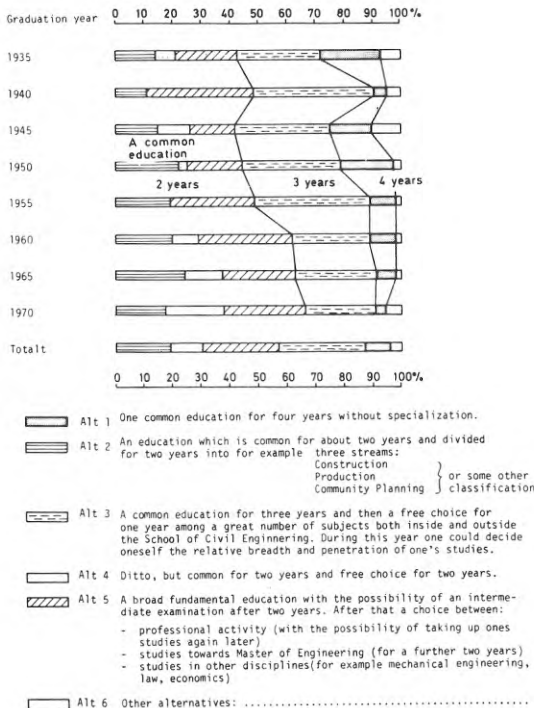 Graduation year
0 10 20 30 40 50 60 70 80 90 100%
1935
1940
1945
A common
education
1950
2 years 3 years 4 years
1955
1960
1965
1970
Totalt
0 10 20 30 40 50 60 70 80 90 100%
Alt 1 One common education for four years without specialization.
Alt 2 An education which is common for about two years and divided
for two years into for example three streams:
Construction
Production or some other
Community Planning classification
Alt 3 A common education for three years and then a free choice for
one year among a great number of subjects both inside and outside
the School of Civil Enginnering. During this year one could decide
oneself the relative breadth and penetration of one's studies.
Alt 4 Ditto, but common for two years and free choice for two years.
Alt 5 A broad fundamental education with the possibility of an interme-
diate examination after two years. After that a choice between:
- professional activity (with the possibility of taking up ones
studies again later)
- studies towards Master of Engineering (for a further two years)
- studies in other disciplines(for example mechanical engineering,
law, economics)
Alt 6 Other alternatives: ..............................................